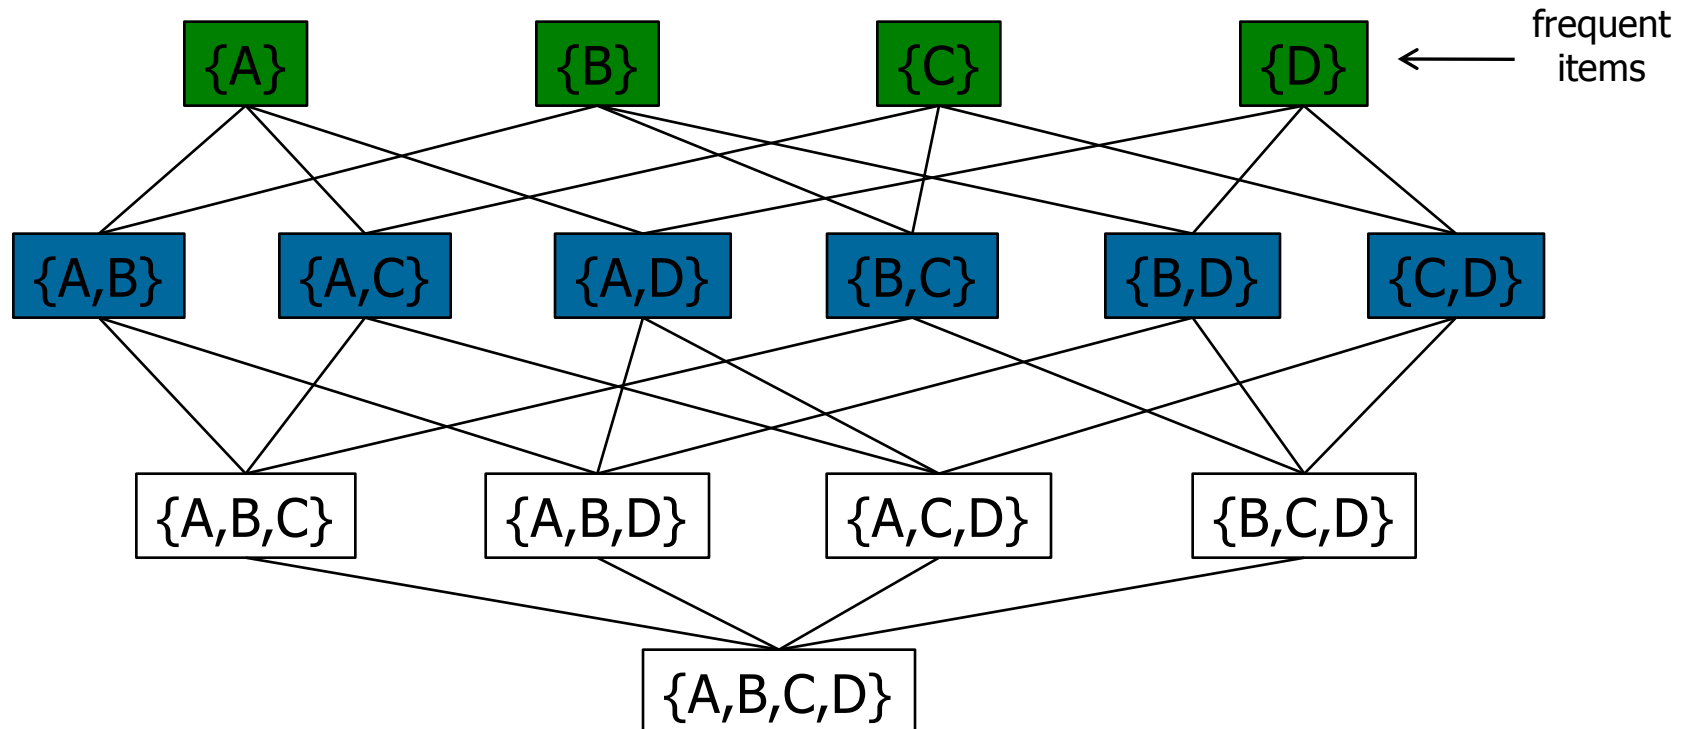 {A} {B} {C} {D} frequent
items
{A,B} {A,C} {A,D} {B,C} {B,D} {C,D}
{A,B,C} {A,B,D} {A,C,D} {B,C,D}
{A,B,C,D}